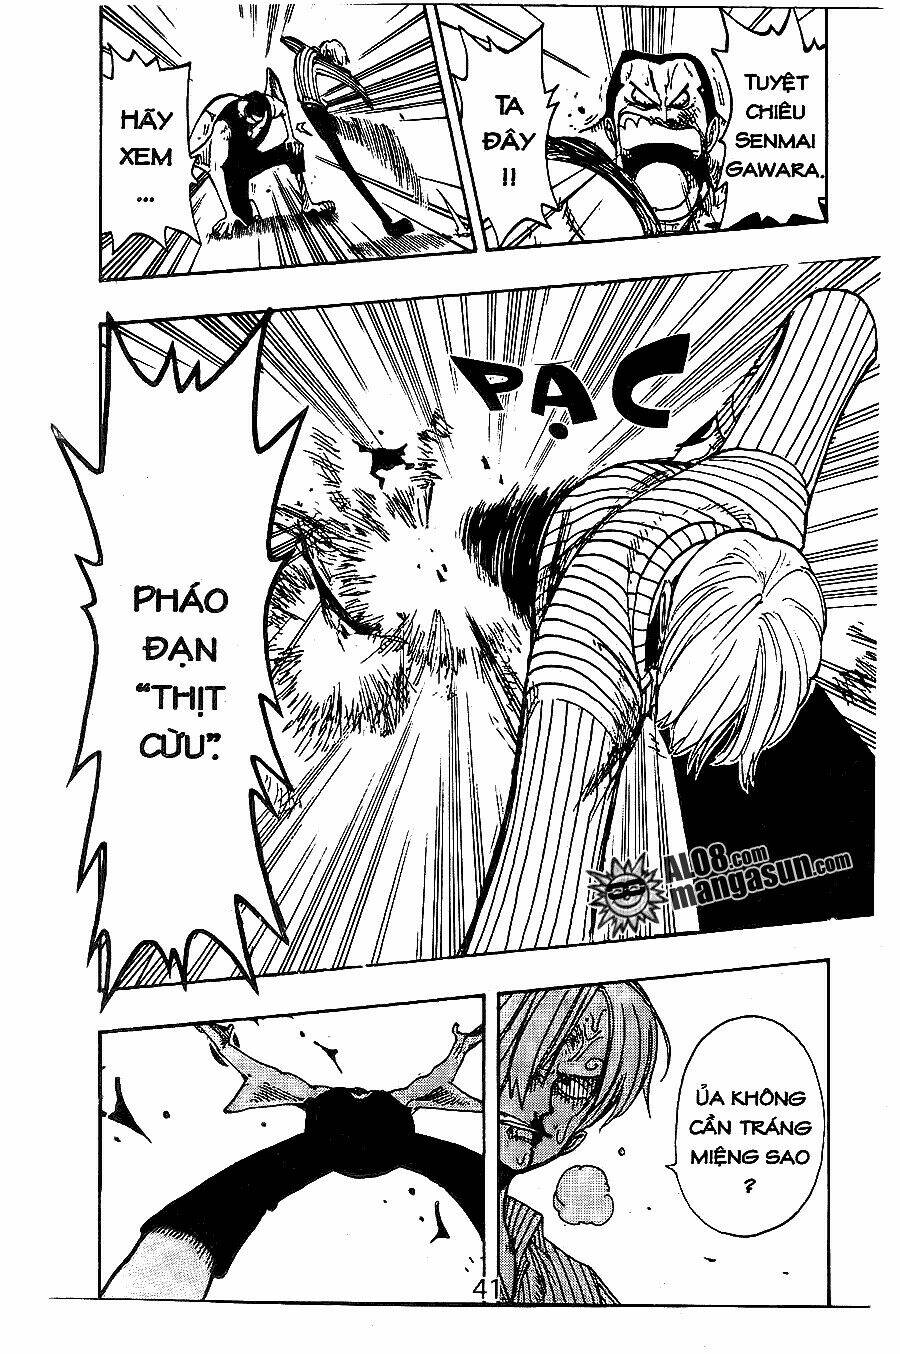 HÃY
XEM
...
TA
ĐÂY
!!
TUYỆT
CHIÊU
SENMAI
GAWARA.
PẠC
PHÁO
ĐẠN
“THỊT
CỪU”.
AL08.com
mangasun.com
ỦA KHÔNG
CẦN TRÁNG
MIỆNG SAO
?
41